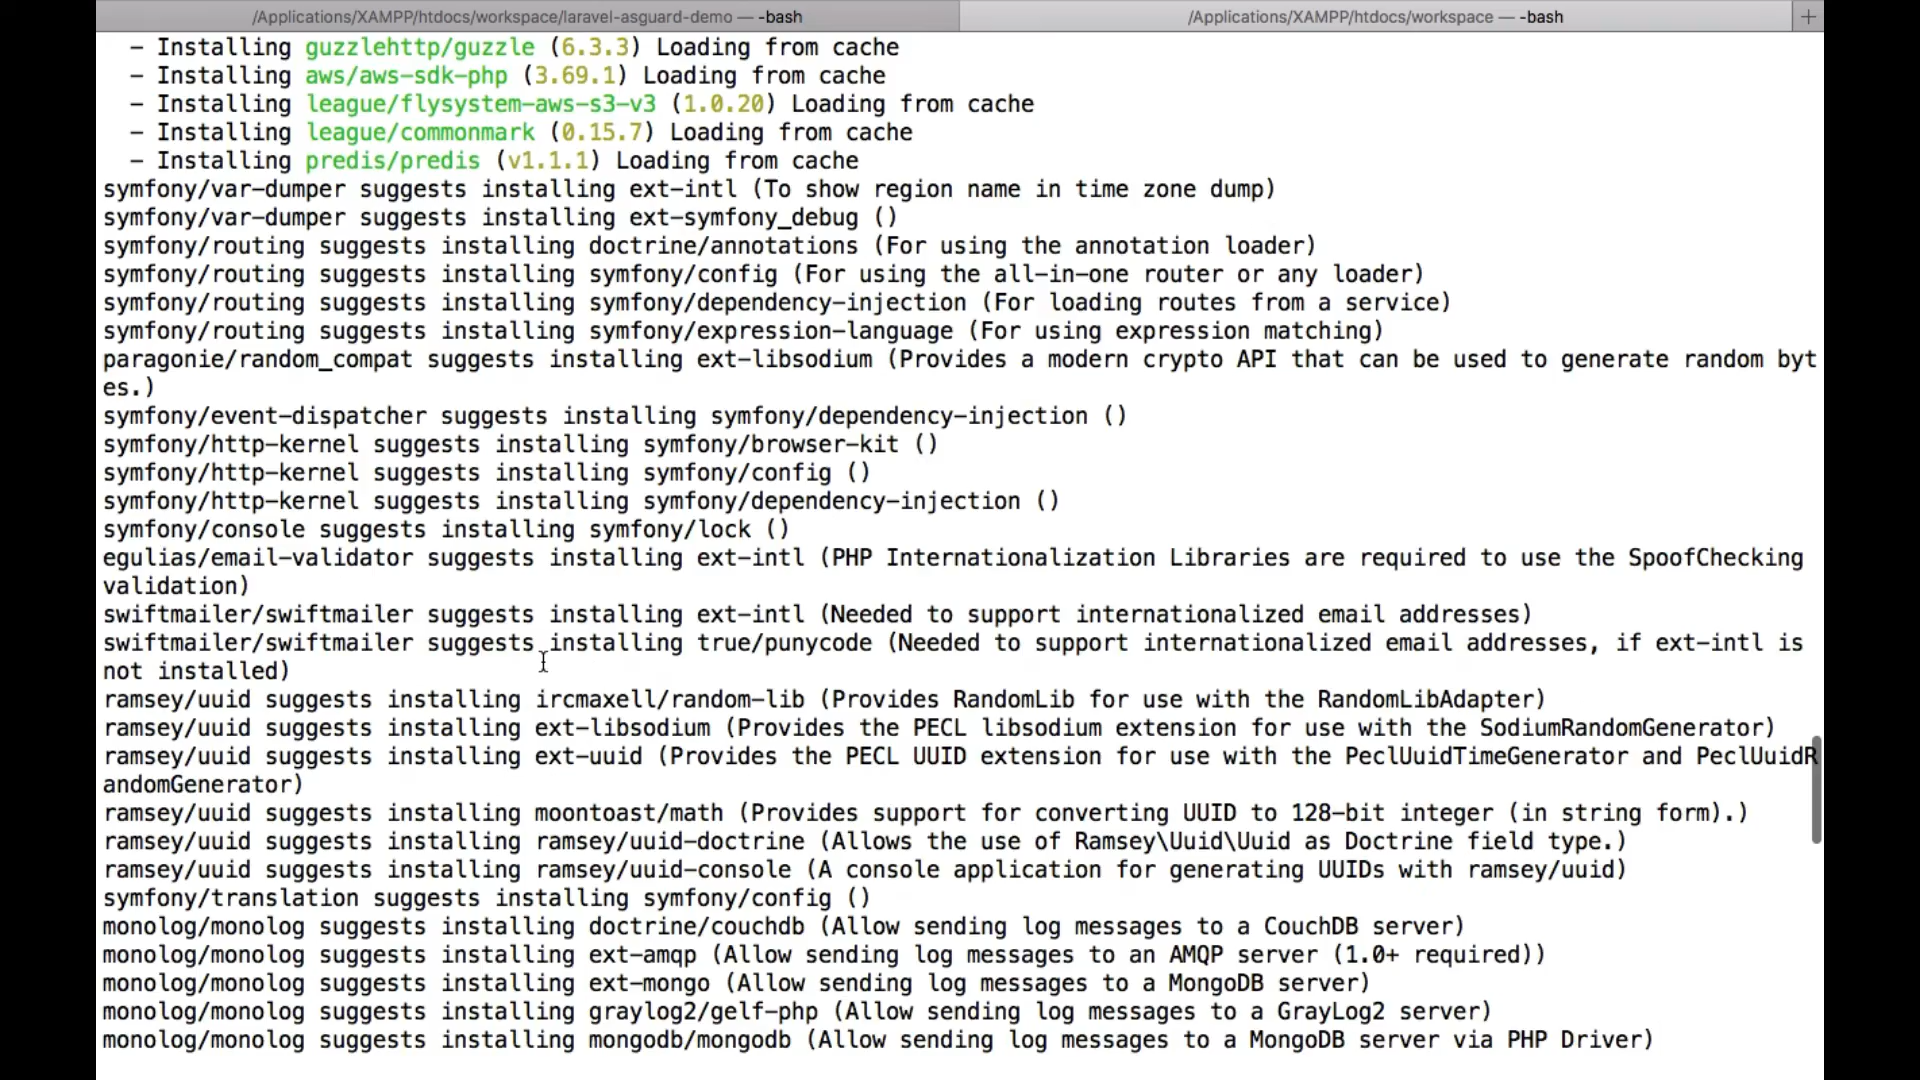 /Applications/XAMPP/htdocs/workspace/laravel-asguard-demo — -bash
/Applications/XAMPP/htdocs/workspace — -bash
+
– Installing guzzlehttp/guzzle (6.3.3) Loading from cache
– Installing aws/aws-sdk-php (3.69.1) Loading from cache
– Installing league/flysystem-aws-s3-v3 (1.0.20) Loading from cache
– Installing league/commonmark (0.15.7) Loading from cache
– Installing predis/predis (v1.1.1) Loading from cache
symfony/var-dumper suggests installing ext-intl (To show region name in time zone dump)
symfony/var-dumper suggests installing ext-symfony_debug ()
symfony/routing suggests installing doctrine/annotations (For using the annotation loader)
symfony/routing suggests installing symfony/config (For using the all-in-one router or any loader)
symfony/routing suggests installing symfony/dependency-injection (For loading routes from a service)
symfony/routing suggests installing symfony/expression-language (For using expression matching)
paragonie/random_compat suggests installing ext-libsodium (Provides a modern crypto API that can be used to generate random byt
es.)
symfony/event-dispatcher suggests installing symfony/dependency-injection ()
symfony/http-kernel suggests installing symfony/browser-kit ()
symfony/http-kernel suggests installing symfony/config ()
symfony/http-kernel suggests installing symfony/dependency-injection ()
symfony/console suggests installing symfony/lock ()
egulias/email-validator suggests installing ext-intl (PHP Internationalization Libraries are required to use the SpoofChecking
validation)
swiftmailer/swiftmailer suggests installing ext-intl (Needed to support internationalized email addresses)
swiftmailer/swiftmailer suggests installing true/punycode (Needed to support internationalized email addresses, if ext-intl is
not installed)
ramsey/uuid suggests installing ircmaxell/random-lib (Provides RandomLib for use with the RandomLibAdapter)
ramsey/uuid suggests installing ext-libsodium (Provides the PECL libsodium extension for use with the SodiumRandomGenerator)
ramsey/uuid suggests installing ext-uuid (Provides the PECL UUID extension for use with the PeclUuidTimeGenerator and PeclUuidR
andomGenerator)
ramsey/uuid suggests installing moontoast/math (Provides support for converting UUID to 128-bit integer (in string form).)
ramsey/uuid suggests installing ramsey/uuid-doctrine (Allows the use of Ramsey\Uuid\Uuid as Doctrine field type.)
ramsey/uuid suggests installing ramsey/uuid-console (A console application for generating UUIDs with ramsey/uuid)
symfony/translation suggests installing symfony/config ()
monolog/monolog suggests installing doctrine/couchdb (Allow sending log messages to a CouchDB server)
monolog/monolog suggests installing ext-amqp (Allow sending log messages to an AMQP server (1.0+ required))
monolog/monolog suggests installing ext-mongo (Allow sending log messages to a MongoDB server)
monolog/monolog suggests installing graylog2/gelf-php (Allow sending log messages to a GrayLog2 server)
monolog/monolog suggests installing mongodb/mongodb (Allow sending log messages to a MongoDB server via PHP Driver)